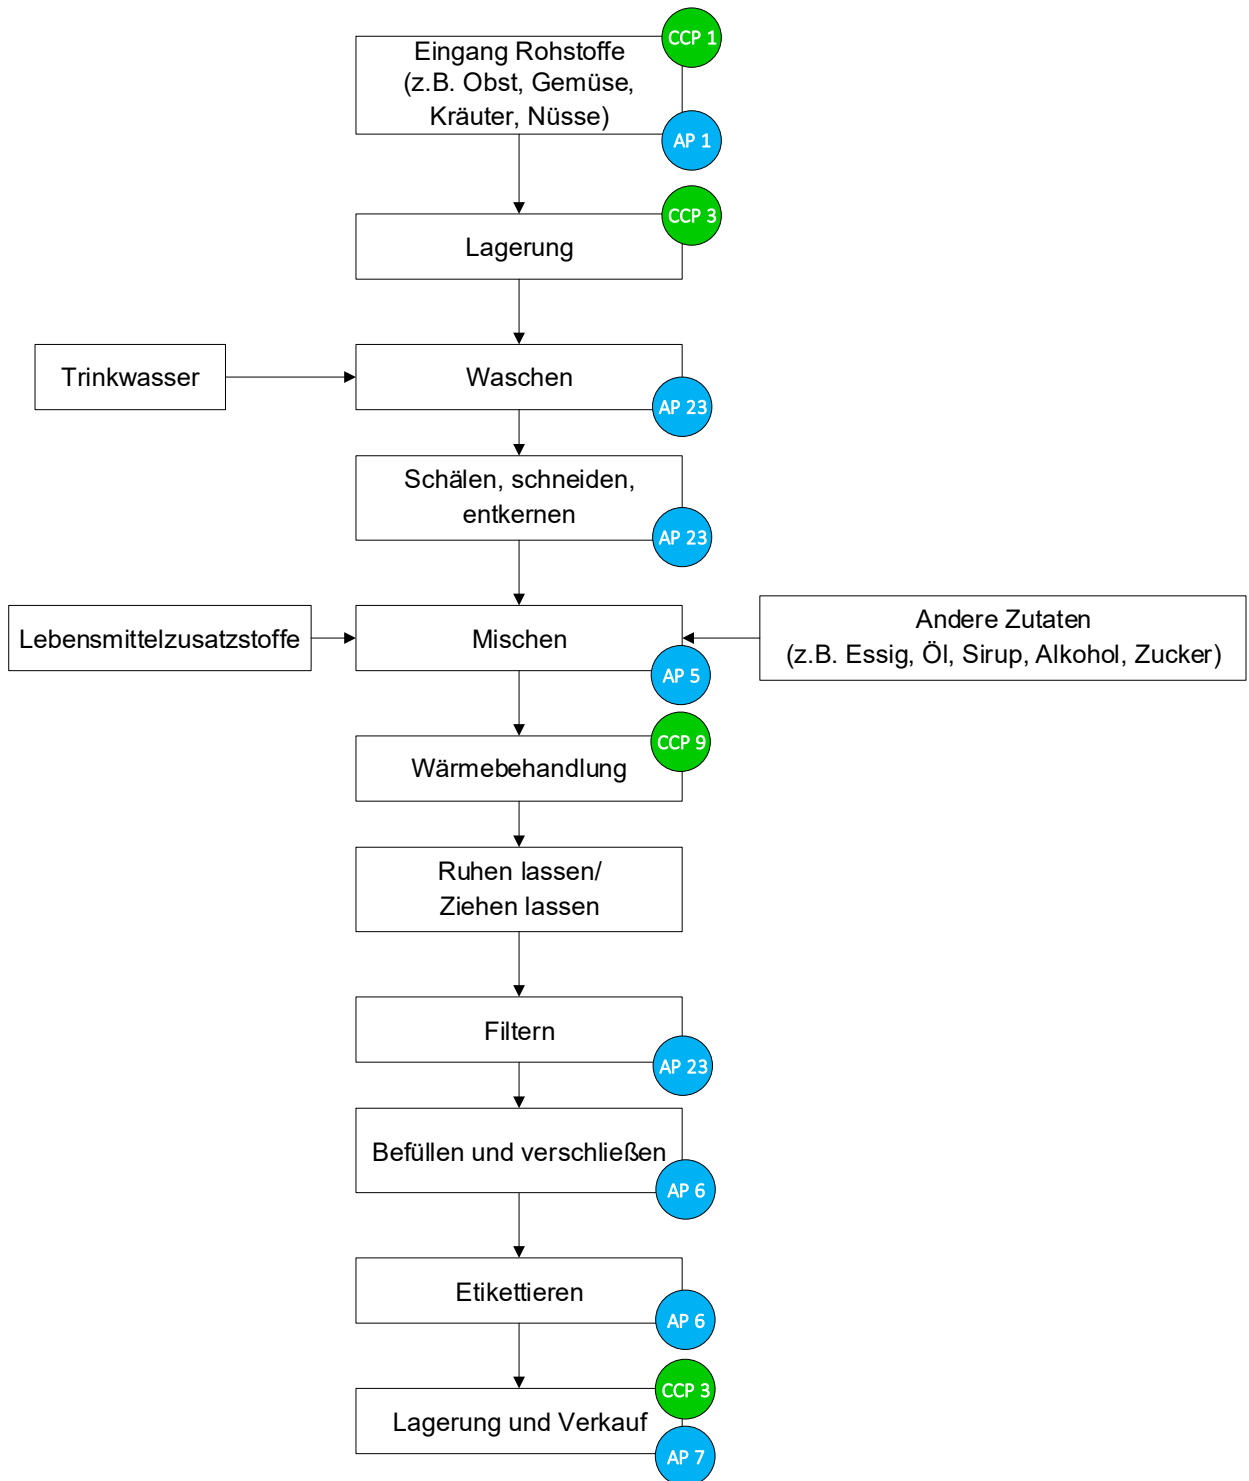 CCP 1
Eingang Rohstoffe
(z.B. Obst, Gemüse,
Kräuter, Nüsse)
AP 1
CCP 3
Lagerung
Trinkwasser
Waschen
AP 23
Schälen, schneiden,
entkernen
AP 23
Lebensmittelzusatzstoffe
Mischen
Andere Zutaten
(z.B. Essig, Öl, Sirup, Alkohol, Zucker)
AP 5
CCP 9
Wärmebehandlung
Ruhen lassen/
Ziehen lassen
Filtern
AP 23
Befüllen und verschließen
AP 6
Etikettieren
AP 6
CCP 3
Lagerung und Verkauf
AP 7